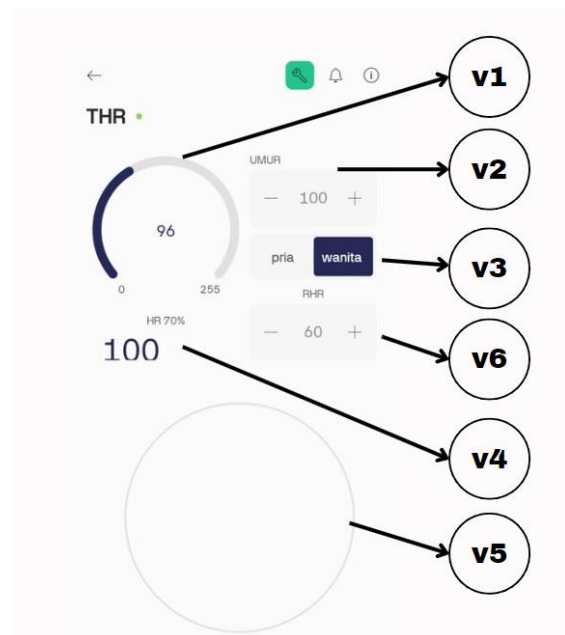 v1
THR
UMUR
v2
— 100 +
96
pria wanita
v3
0 255
RHR
HR 70%
— 60 +
v6
100
v4
v5